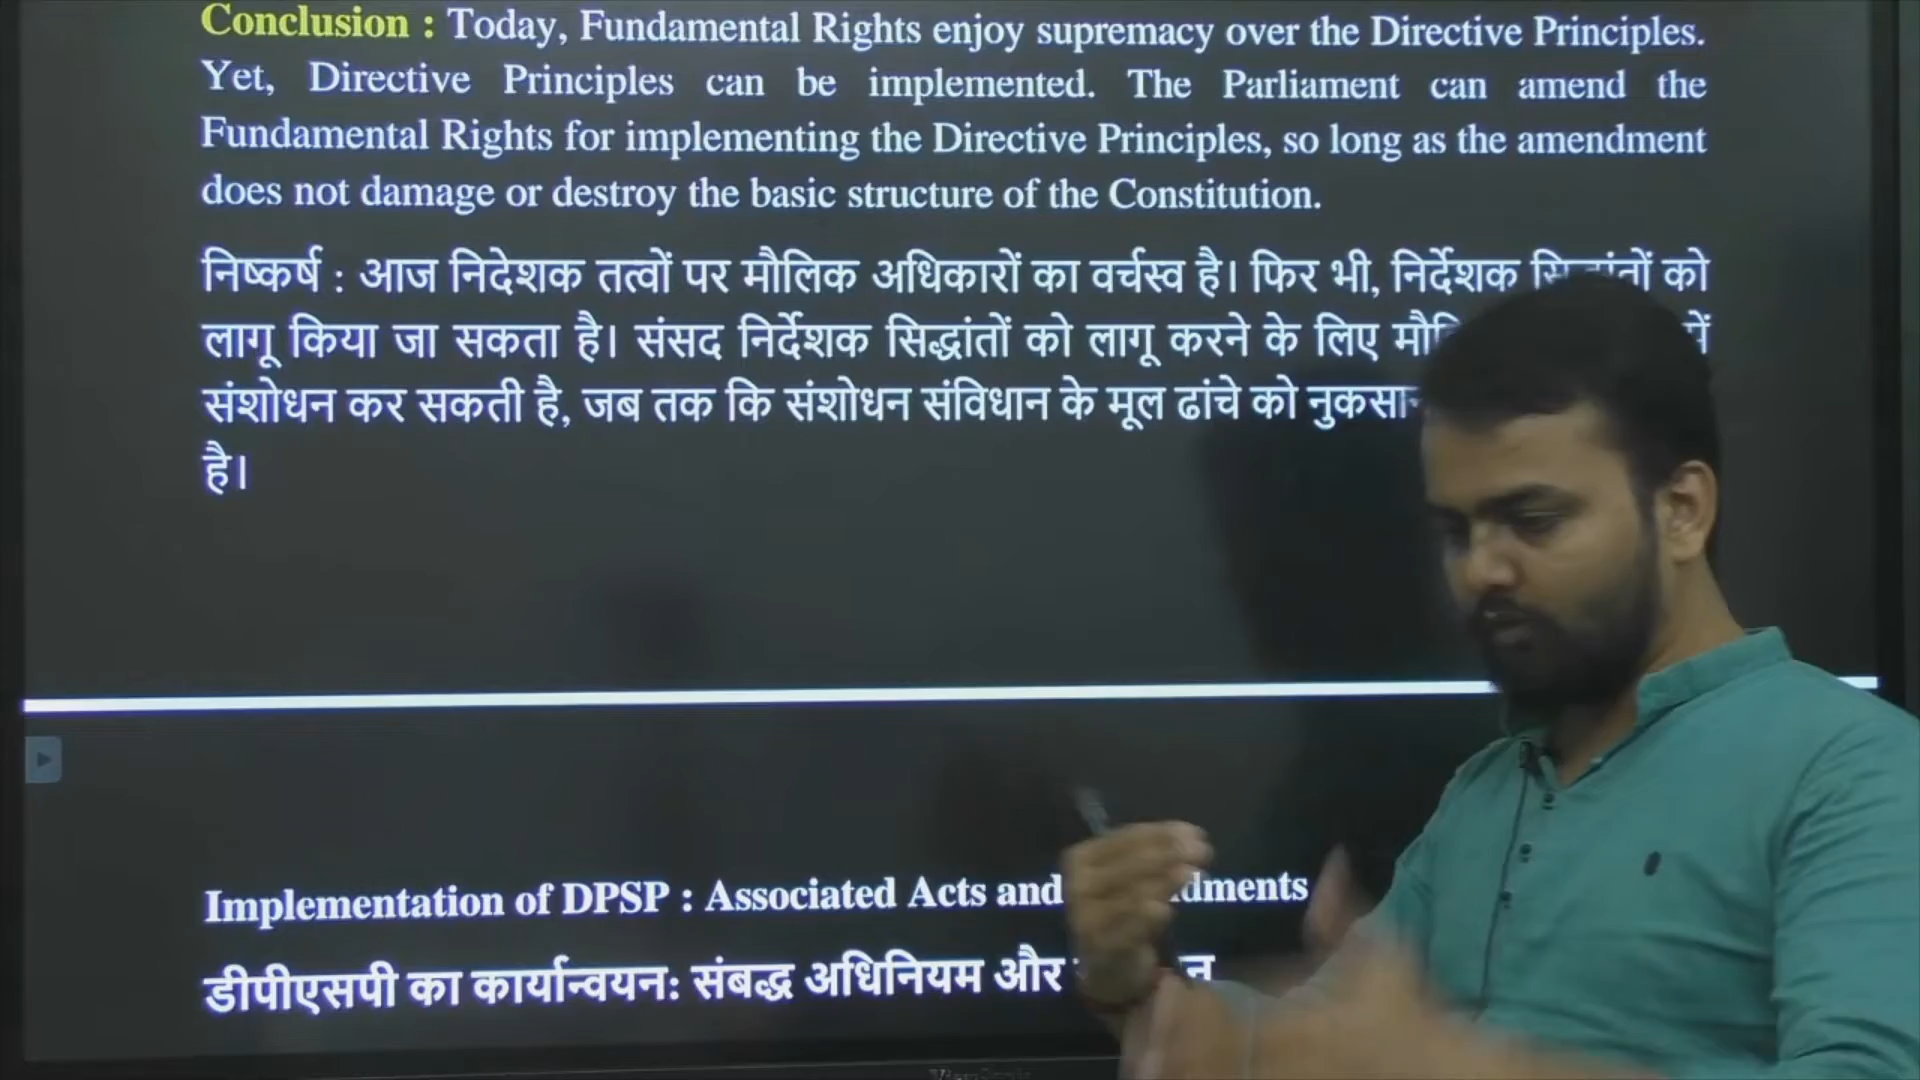 Conclusion : Today, Fundamental Rights enjoy supremacy over the Directive Principles.
Yet, Directive Principles can be implemented. The Parliament can amend the
Fundamental Rights for implementing the Directive Principles, so long as the amendment
does not damage or destroy the basic structure of the Constitution.
निष्कर्ष : आज निदेशक तत्वों पर मौलिक अधिकारों का वर्चस्व है। फिर भी, निर्देशक को
लागू किया जा सकता है। संसद निर्देशक सिद्धांतों को लागू करने के लिए में
संशोधन कर सकती है, जब तक कि संशोधन संविधान के मूल ढांचे को
है।
Implementation of DPSP : Associated Acts and
डीपीएसपी का कार्यान्वयन: संबद्ध अधिनियम और